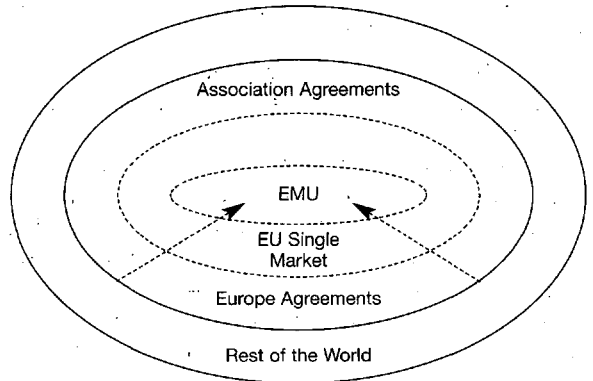 Association Agreements
EMU
EU Single
Market
Europe Agreements
Rest of the World